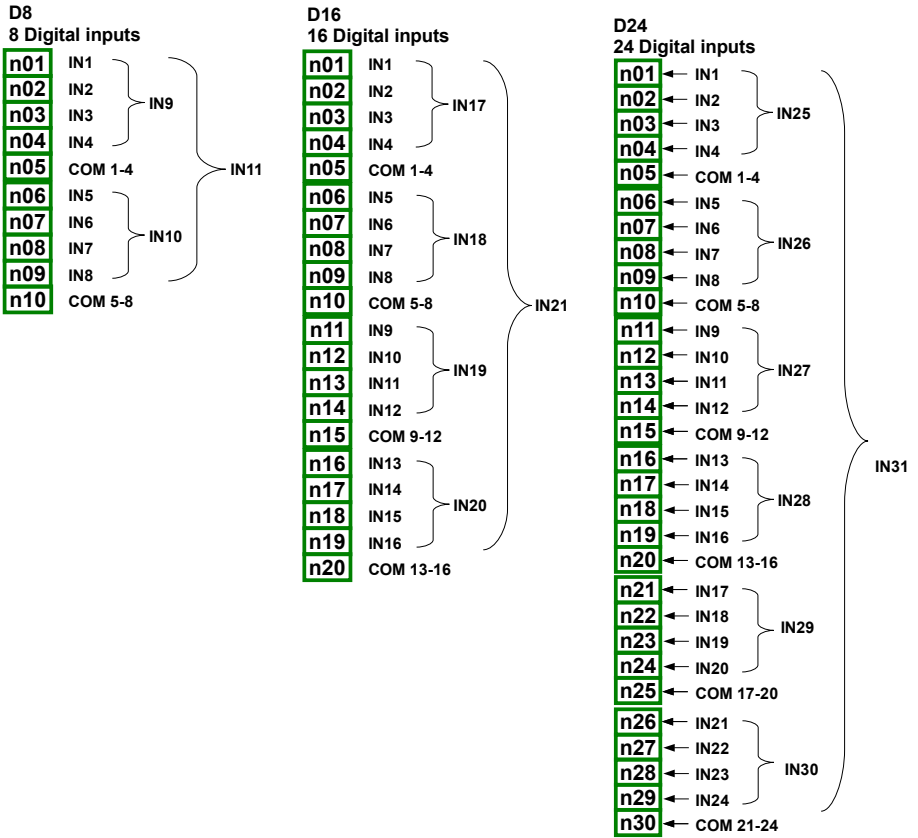 D8
8 Digital inputs
n01 IN1
n02 IN2
IN9
n03 IN3
n04 IN4
n05 COM 1-4
IN11
n06 IN5
n07 IN6
IN10
n08 IN7
n09 IN8
n10 COM 5-8
D16
16 Digital inputs
n01 IN1
n02 IN2
IN17
n03 IN3
n04 IN4
n05 COM 1-4
n06 IN5
n07 IN6
IN18
n08 IN7
n09 IN8
n10 COM 5-8
IN21
n11 IN9
n12 IN10
IN19
n13 IN11
n14 IN12
n15 COM 9-12
n16 IN13
n17 IN14
IN20
n18 IN15
n19 IN16
n20 COM 13-16
D24
24 Digital inputs
n01 IN1
n02 IN2
IN25
n03 IN3
n04 IN4
n05 COM 1-4
n06 IN5
n07 IN6
IN26
n08 IN7
n09 IN8
n10 COM 5-8
n11 IN9
n12 IN10
IN27
n13 IN11
n14 IN12
n15 COM 9-12
IN31
n16 IN13
n17 IN14
IN28
n18 IN15
n19 IN16
n20 COM 13-16
n21 IN17
n22 IN18
IN29
n23 IN19
n24 IN20
n25 COM 17-20
n26 IN21
n27 IN22
IN30
n28 IN23
n29 IN24
n30 COM 21-24